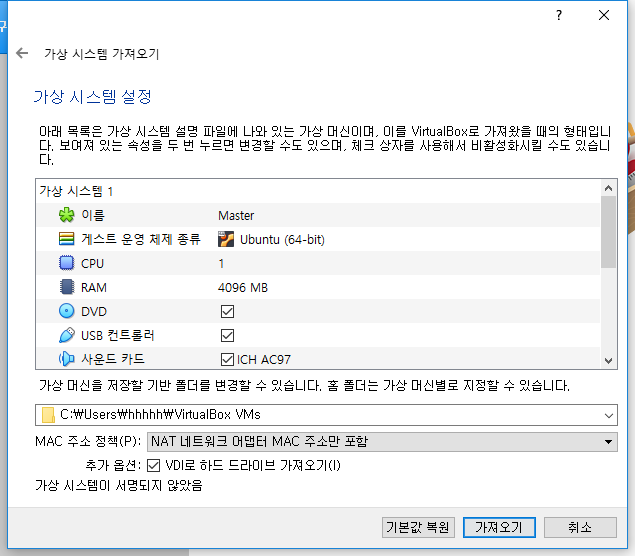 구
?
가상 시스템 가져오기
가상 시스템 설정
아래 목록은 가상 시스템 설명 파일에 나와 있는 가상 머신이며, 이를 VirtualBox로 가져왔을 때의 형태입니
다. 보여져 있는 속성을 두 번 누르면 변경할 수도 있으며, 체크 상자를 사용해서 비활성화시킬 수도 있습니
다.
가상 시스템 1
이름 Master
게스트 운영 체제 종류 Ubuntu (64-bit)
CPU 1
RAM 4096 MB
DVD
USB 컨트롤러
사운드 카드 ICH AC97
가상 머신을 저장할 기반 폴더를 변경할 수 있습니다. 홈 폴더는 가상 머신별로 지정할 수 있습니다.
C:₩Users₩hhhhh₩VirtualBox VMs
MAC 주소 정책(P): NAT 네트워크 어댑터 MAC 주소만 포함
추가 옵션: VDI로 하드 드라이브 가져오기(I)
가상 시스템이 서명되지 않았음
기본값 복원 가져오기 취소